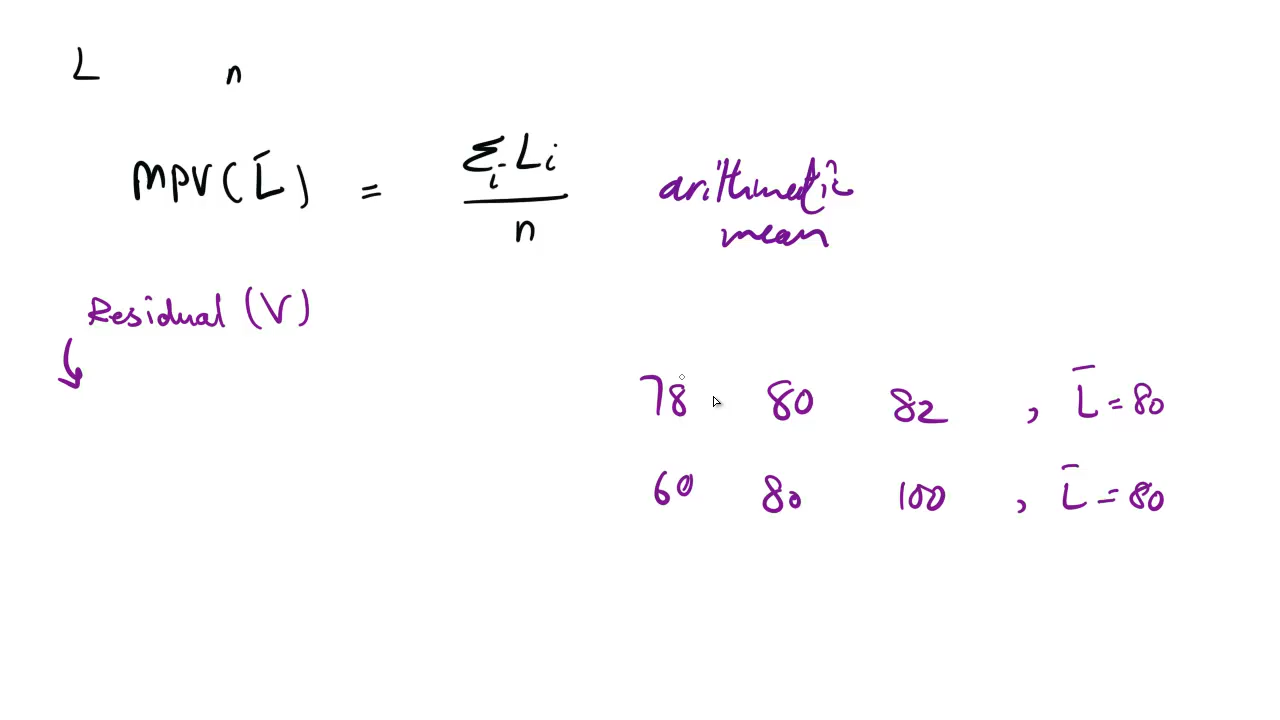 L n
MPV(L̄) = Σᵢ Lᵢ / n arithmetic mean
Residual (V)
78 80 82 , L̄ = 80
60 80 100 , L̄ = 80